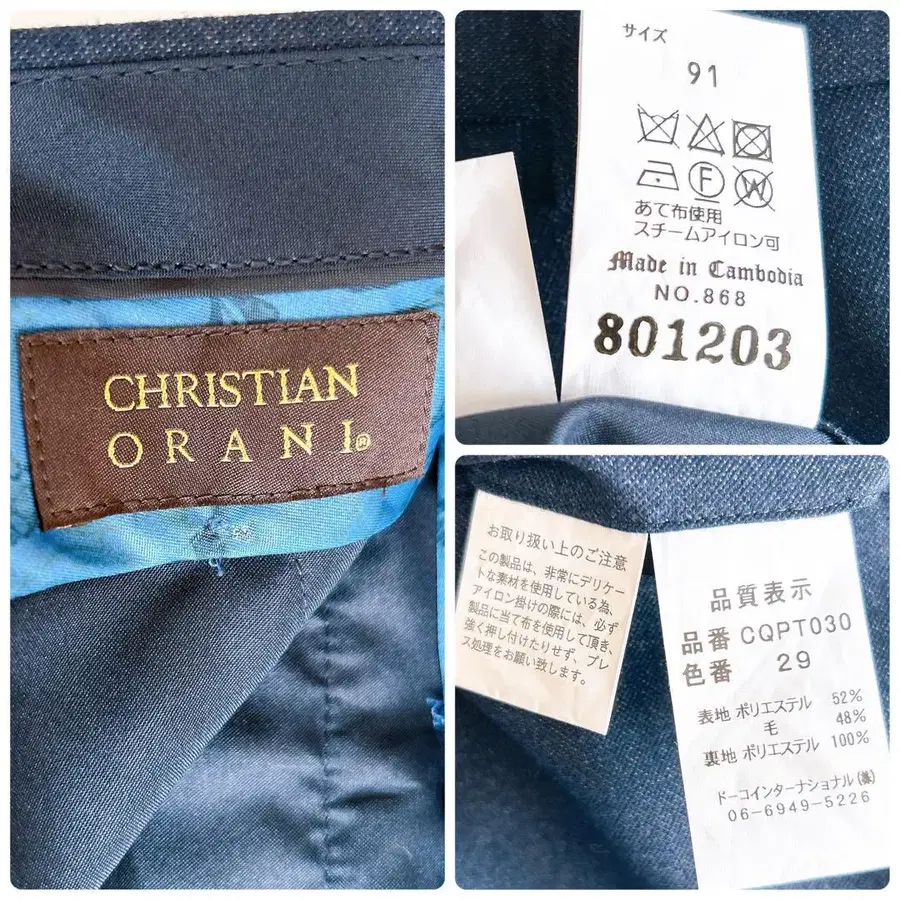 CHRISTIAN
ORANI®
サイズ
91
F
W
あて布使用
スチームアイロン可
Made in Cambodia
NO.868
801203
お取り扱い上のご注意
この製品は、非常にデリケー
トな素材を使用している為、
アイロン掛けの際には、必ず
製品に当て布を使用して頂き、
強く押し付けたりせず、プレ
ス処理をお願い致します。
品質表示
品番 CQPT030
色番 29
表地 ポリエステル 52%
毛 48%
裏地 ポリエステル 100%
ドーコインターナショナル(株)
06-6949-5226